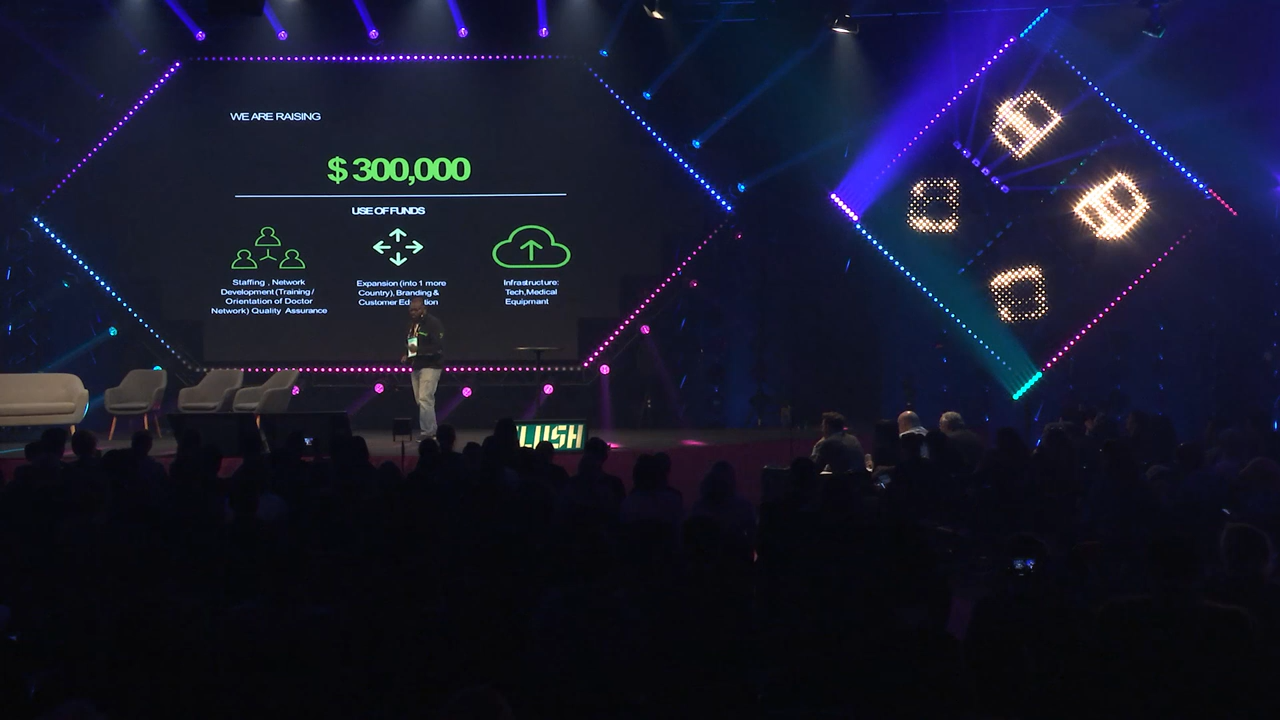 WE ARE RAISING
$ 300,000
USE OF FUNDS
Staffing , Network
Development (Training /
Orientation of Doctor
Network) Quality Assurance
Expansion (into 1 more
Country), Branding &
Customer
Infrastructure:
Tech,Medical
Equipmant
LUSH